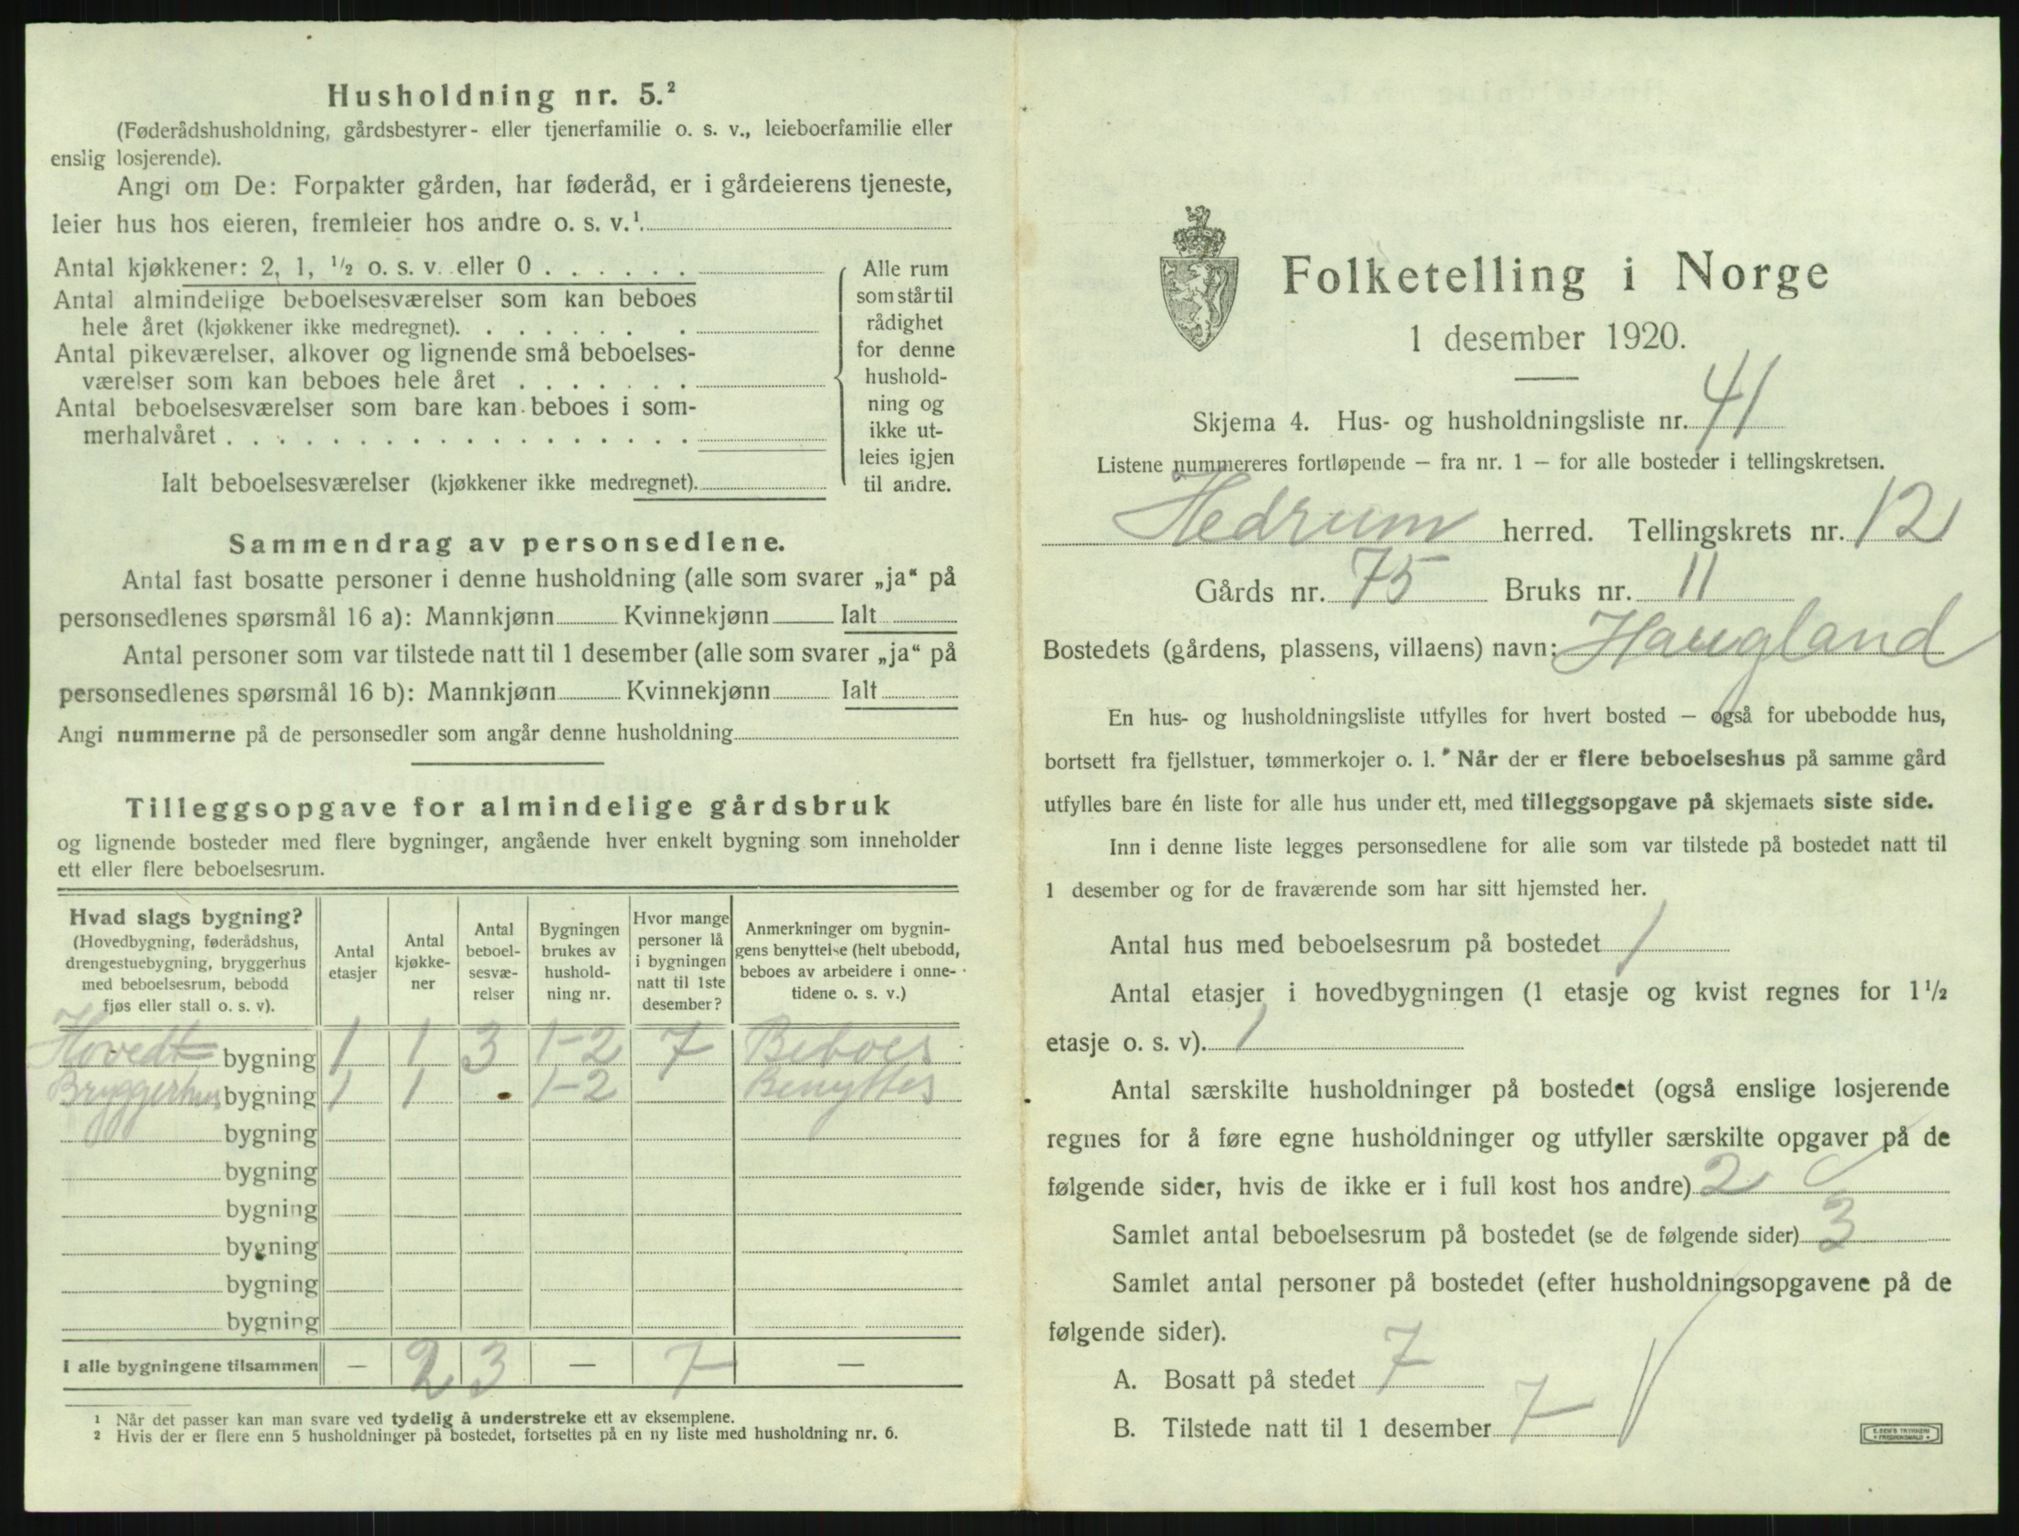 Husholdning nr. 5.²
(Føderådshusholdning, gårdsbestyrer- eller tjenerfamilie o. s. v., leieboerfamilie eller
enslig losjerende).
Angi om De: Forpakter gården, har føderåd, er i gårdeierens tjeneste,
leier hus hos eieren, fremleier hos andre o. s. v.¹
Antal kjøkkener: 2, 1, ½ o. s. v. eller 0 . . . . . .
Antal almindelige beboelsesværelser som kan beboes
hele året (kjøkkener ikke medregnet). . . . . . . .
Antal pikeværelser, alkover og lignende små beboelses-
værelser som kan beboes hele året . . . . . . .
Antal beboelsesværelser som bare kan beboes i som-
merhalvåret . . . . . . . . . . . . . . . . . .
Ialt beboelsesværelser (kjøkkener ikke medregnet).
Alle rum
som står til
rådighet
for denne
hushold-
ning og
ikke ut-
leies igjen
til andre.
Sammendrag av personsedlene.
Antal fast bosatte personer i denne husholdning (alle som svarer „ja“ på
personsedlenes spørsmål 16 a): Mannkjønn Kvinnekjønn Ialt
Antal personer som var tilstede natt til 1 desember (alle som svarer „ja“ på
personsedlenes spørsmål 16 b): Mannkjønn Kvinnekjønn Ialt
Angi nummerne på de personsedler som angår denne husholdning
Tilleggsopgave for almindelige gårdsbruk
og lignende bosteder med flere bygninger, angående hver enkelt bygning som inneholder
ett eller flere beboelsesrum.
Hvad slags bygning?
(Hovedbygning, føderådshus,
drengestuebygning, bryggerhus
med beboelsesrum, bebodd
fjøs eller stall o. s. v).
Antal
etasjer
Antal
kjøkke-
ner
Antal
beboel-
sesvæ-
relser
Bygningen
brukes av
hushold-
ning nr.
Hvor mange
personer lå
i bygningen
natt til 1ste
desember?
Anmerkninger om bygnin-
gens benyttelse (helt ubebodd,
beboes av arbeidere i onne-
tidene o. s. v.)
Hovedt bygning 1 1 3 1-2 7 Beboes
Bryggerhus bygning 1 1 1-2 Benyttes
bygning
bygning
bygning
bygning
bygning
bygning
I alle bygningene tilsammen — 2 3 — 7 —
¹ Når det passer kan man svare ved tydelig å understreke ett av eksemplene.
² Hvis der er flere enn 5 husholdninger på bostedet, fortsettes på en ny liste med husholdning nr. 6.
Folketelling i Norge
1 desember 1920.
Skjema 4. Hus- og husholdningsliste nr. 41
Listene nummereres fortløpende — fra nr. 1 — for alle bosteder i tellingskretsen.
Hedrum herred. Tellingskrets nr. 12
Gårds nr. 75 Bruks nr. 11
Bostedets (gårdens, plassens, villaens) navn: Haugland
En hus- og husholdningsliste utfylles for hvert bosted — også for ubebodde hus,
bortsett fra fjellstuer, tømmerkojer o. l. Når der er flere beboelseshus på samme gård
utfylles bare én liste for alle hus under ett, med tilleggsopgave på skjemaets siste side.
Inn i denne liste legges personsedlene for alle som var tilstede på bostedet natt til
1 desember og for de fraværende som har sitt hjemsted her.
Antal hus med beboelsesrum på bostedet 1
Antal etasjer i hovedbygningen (1 etasje og kvist regnes for 1½
etasje o. s. v). 1
Antal særskilte husholdninger på bostedet (også enslige losjerende
regnes for å føre egne husholdninger og utfyller særskilte opgaver på de
følgende sider, hvis de ikke er i full kost hos andre) 2
Samlet antal beboelsesrum på bostedet (se de følgende sider) 3
Samlet antal personer på bostedet (efter husholdningsopgavene på de
følgende sider).
A. Bosatt på stedet 7
B. Tilstede natt til 1 desember 7